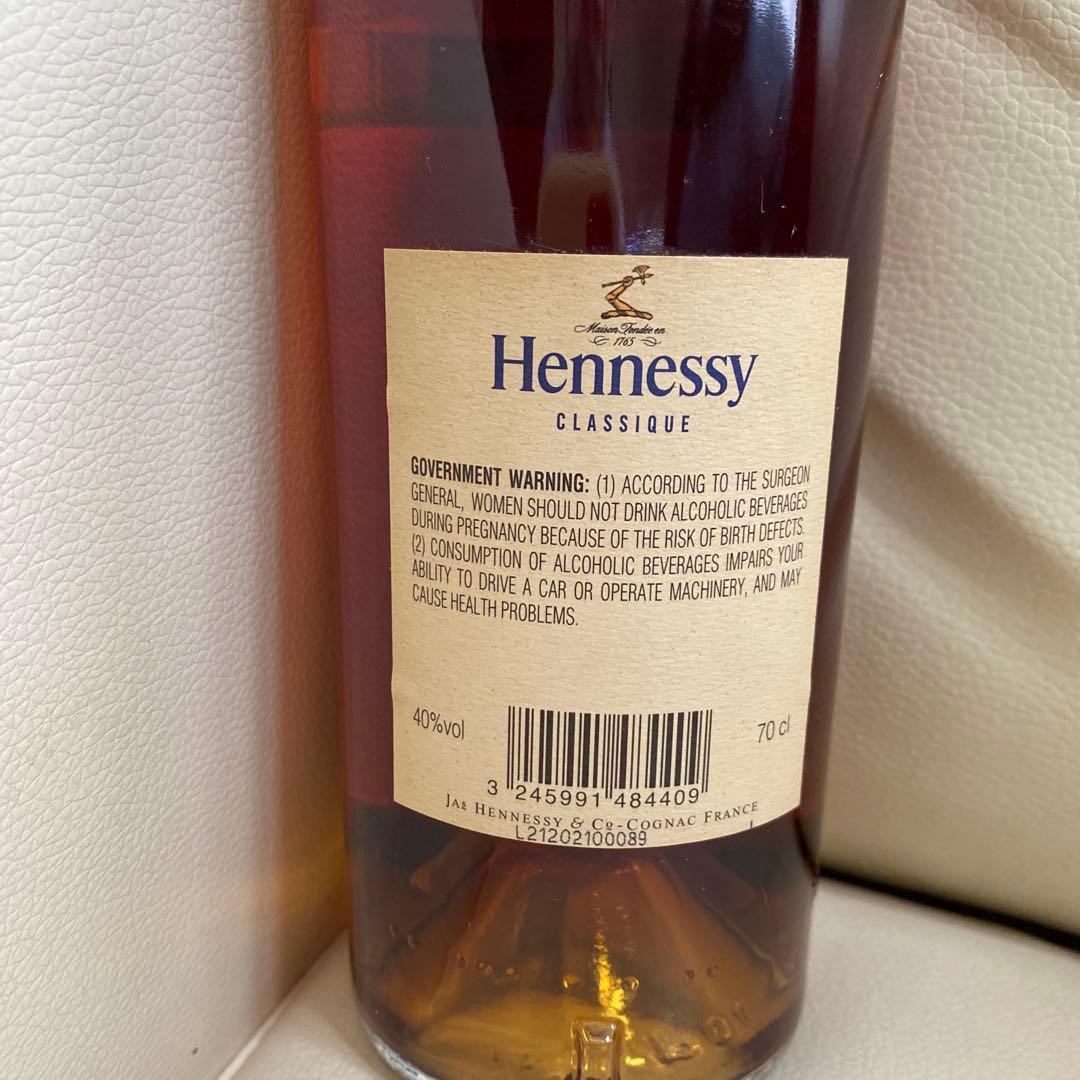 Maison Fondée en
1765
Hennessy
CLASSIQUE
GOVERNMENT WARNING: (1) ACCORDING TO THE SURGEON
GENERAL, WOMEN SHOULD NOT DRINK ALCOHOLIC BEVERAGES
DURING PREGNANCY BECAUSE OF THE RISK OF BIRTH DEFECTS.
(2) CONSUMPTION OF ALCOHOLIC BEVERAGES IMPAIRS YOUR
ABILITY TO DRIVE A CAR OR OPERATE MACHINERY, AND MAY
CAUSE HEALTH PROBLEMS.
40%vol
70 cl
3 245991 484409
JAS HENNESSY & CO - COGNAC FRANCE
L21202100089